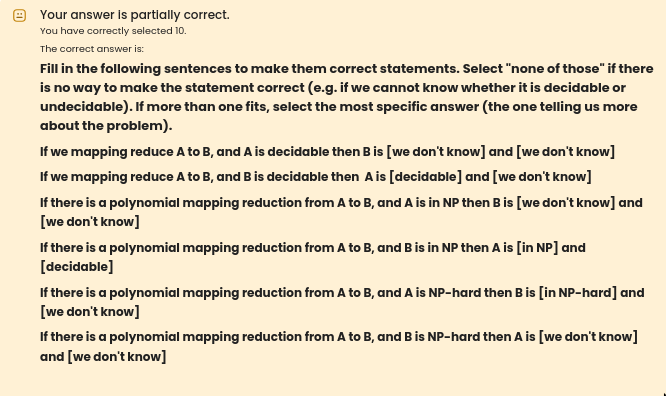 Your answer is partially correct.
You have correctly selected 10.
The correct answer is:
Fill in the following sentences to make them correct statements. Select "none of those" if there
is no way to make the statement correct (e.g. if we cannot know whether it is decidable or
undecidable). If more than one fits, select the most specific answer (the one telling us more
about the problem).
If we mapping reduce A to B, and A is decidable then B is [we don't know] and [we don't know]
If we mapping reduce A to B, and B is decidable then  A is [decidable] and [we don't know]
If there is a polynomial mapping reduction from A to B, and A is in NP then B is [we don't know] and
[we don't know]
If there is a polynomial mapping reduction from A to B, and B is in NP then A is [in NP] and
[decidable]
If there is a polynomial mapping reduction from A to B, and A is NP-hard then B is [in NP-hard] and
[we don't know]
If there is a polynomial mapping reduction from A to B, and B is NP-hard then A is [we don't know]
and [we don't know]